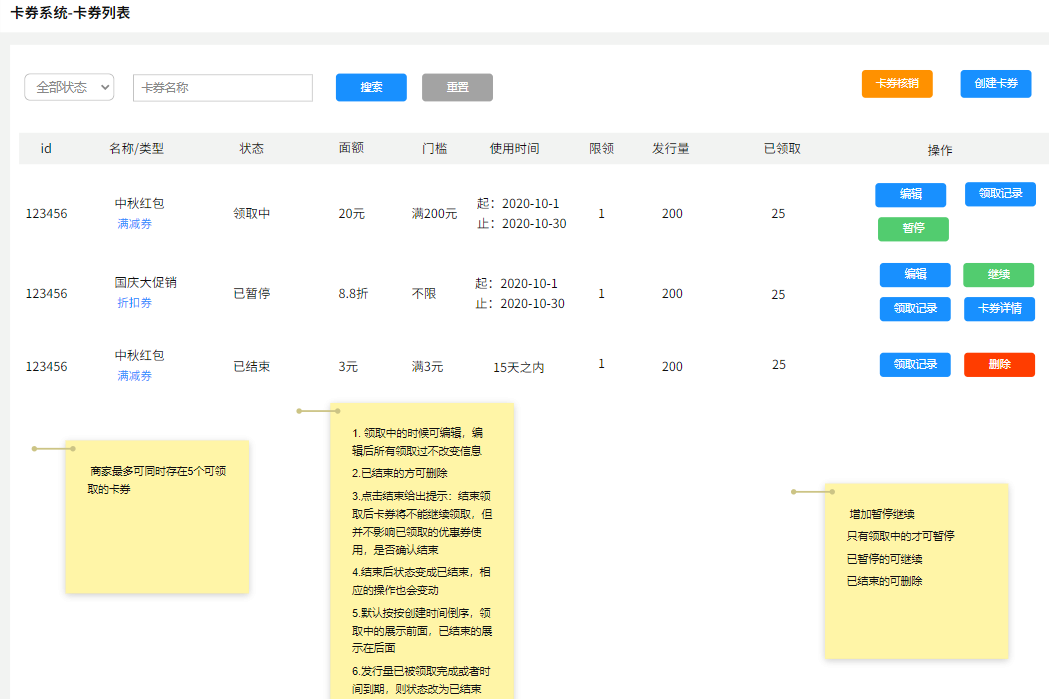 卡券系统-卡券列表
全部状态 卡券名称 搜索 重置 卡券核销 创建卡券
id 名称/类型 状态 面额 门槛 使用时间 限领 发行量 已领取 操作
123456 中秋红包 满减券 领取中 20元 满200元 起：2020-10-1 止：2020-10-30 1 200 25 编辑 领取记录 暂停
123456 国庆大促销 折扣券 已暂停 8.8折 不限 起：2020-10-1 止：2020-10-30 1 200 25 编辑 继续 领取记录 卡券详情
123456 中秋红包 满减券 已结束 3元 满3元 15天之内 1 200 25 领取记录 删除
商家最多可同时存在5个可领
取的卡券
1. 领取中的时候可编辑，编
辑后所有领取过不改变信息
2.已结束的方可删除
3.点击结束给出提示：结束领
取后卡券将不能继续领取，但
并不影响已领取的优惠券使
用，是否确认结束
4.结束后状态变成已结束，相
应的操作也会变动
5.默认按按创建时间倒序，领
取中的展示前面，已结束的展
示在后面
6.发行量已被领取完成或者时
间到期，则状态改为已结束
增加暂停继续
只有领取中的才可暂停
已暂停的可继续
已结束的可删除